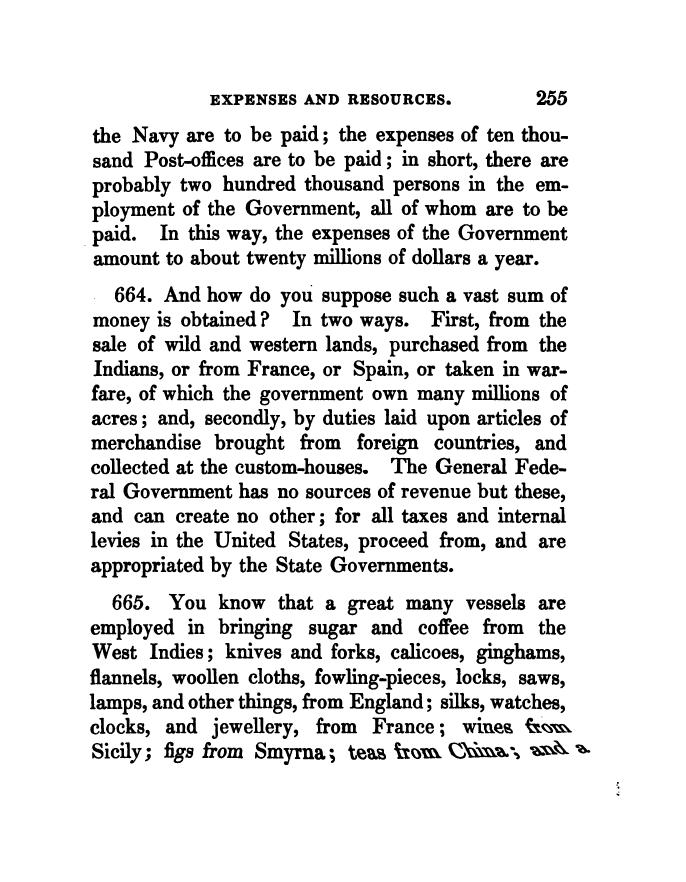 EXPENSES AND RESOURCES. 255
the Navy are to be paid; the expenses of ten thou-
sand Post-offices are to be paid; in short, there are
probably two hundred thousand persons in the em-
ployment of the Government, all of whom are to be
paid. In this way, the expenses of the Government
amount to about twenty millions of dollars a year.
664. And how do you suppose such a vast sum of
money is obtained? In two ways. First, from the
sale of wild and western lands, purchased from the
Indians, or from France, or Spain, or taken in war-
fare, of which the government own many millions of
acres; and, secondly, by duties laid upon articles of
merchandise brought from foreign countries, and
collected at the custom-houses. The General Fede-
ral Government has no sources of revenue but these,
and can create no other; for all taxes and internal
levies in the United States, proceed from, and are
appropriated by the State Governments.
665. You know that a great many vessels are
employed in bringing sugar and coffee from the
West Indies; knives and forks, calicoes, ginghams,
flannels, woollen cloths, fowling-pieces, locks, saws,
lamps, and other things, from England; silks, watches,
clocks, and jewellery, from France; wines from
Sicily; figs from Smyrna; teas from China; and a